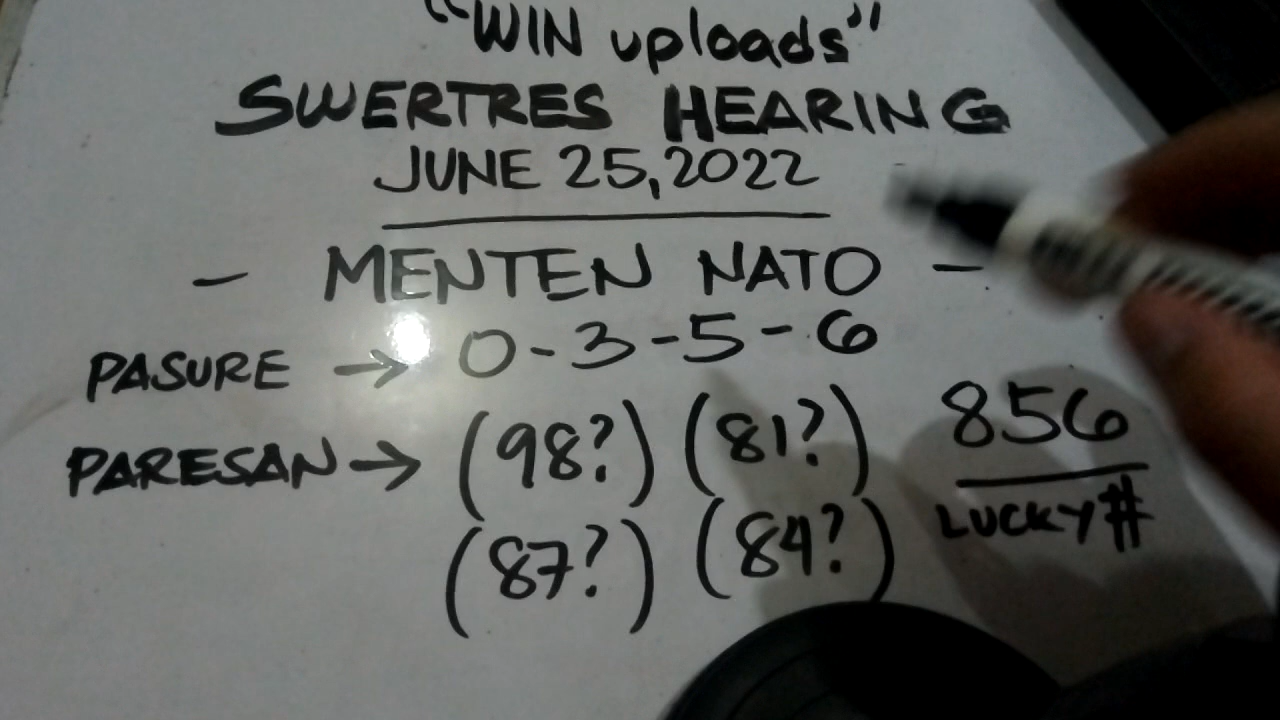 "WIN uploads"
SWERTRES HEARING
JUNE 25, 2022
- MENTEN NATO -
PASURE → 0-3-5-6
PARESAN → (98?) (81?)
(87?) (84?)
856
LUCKY#